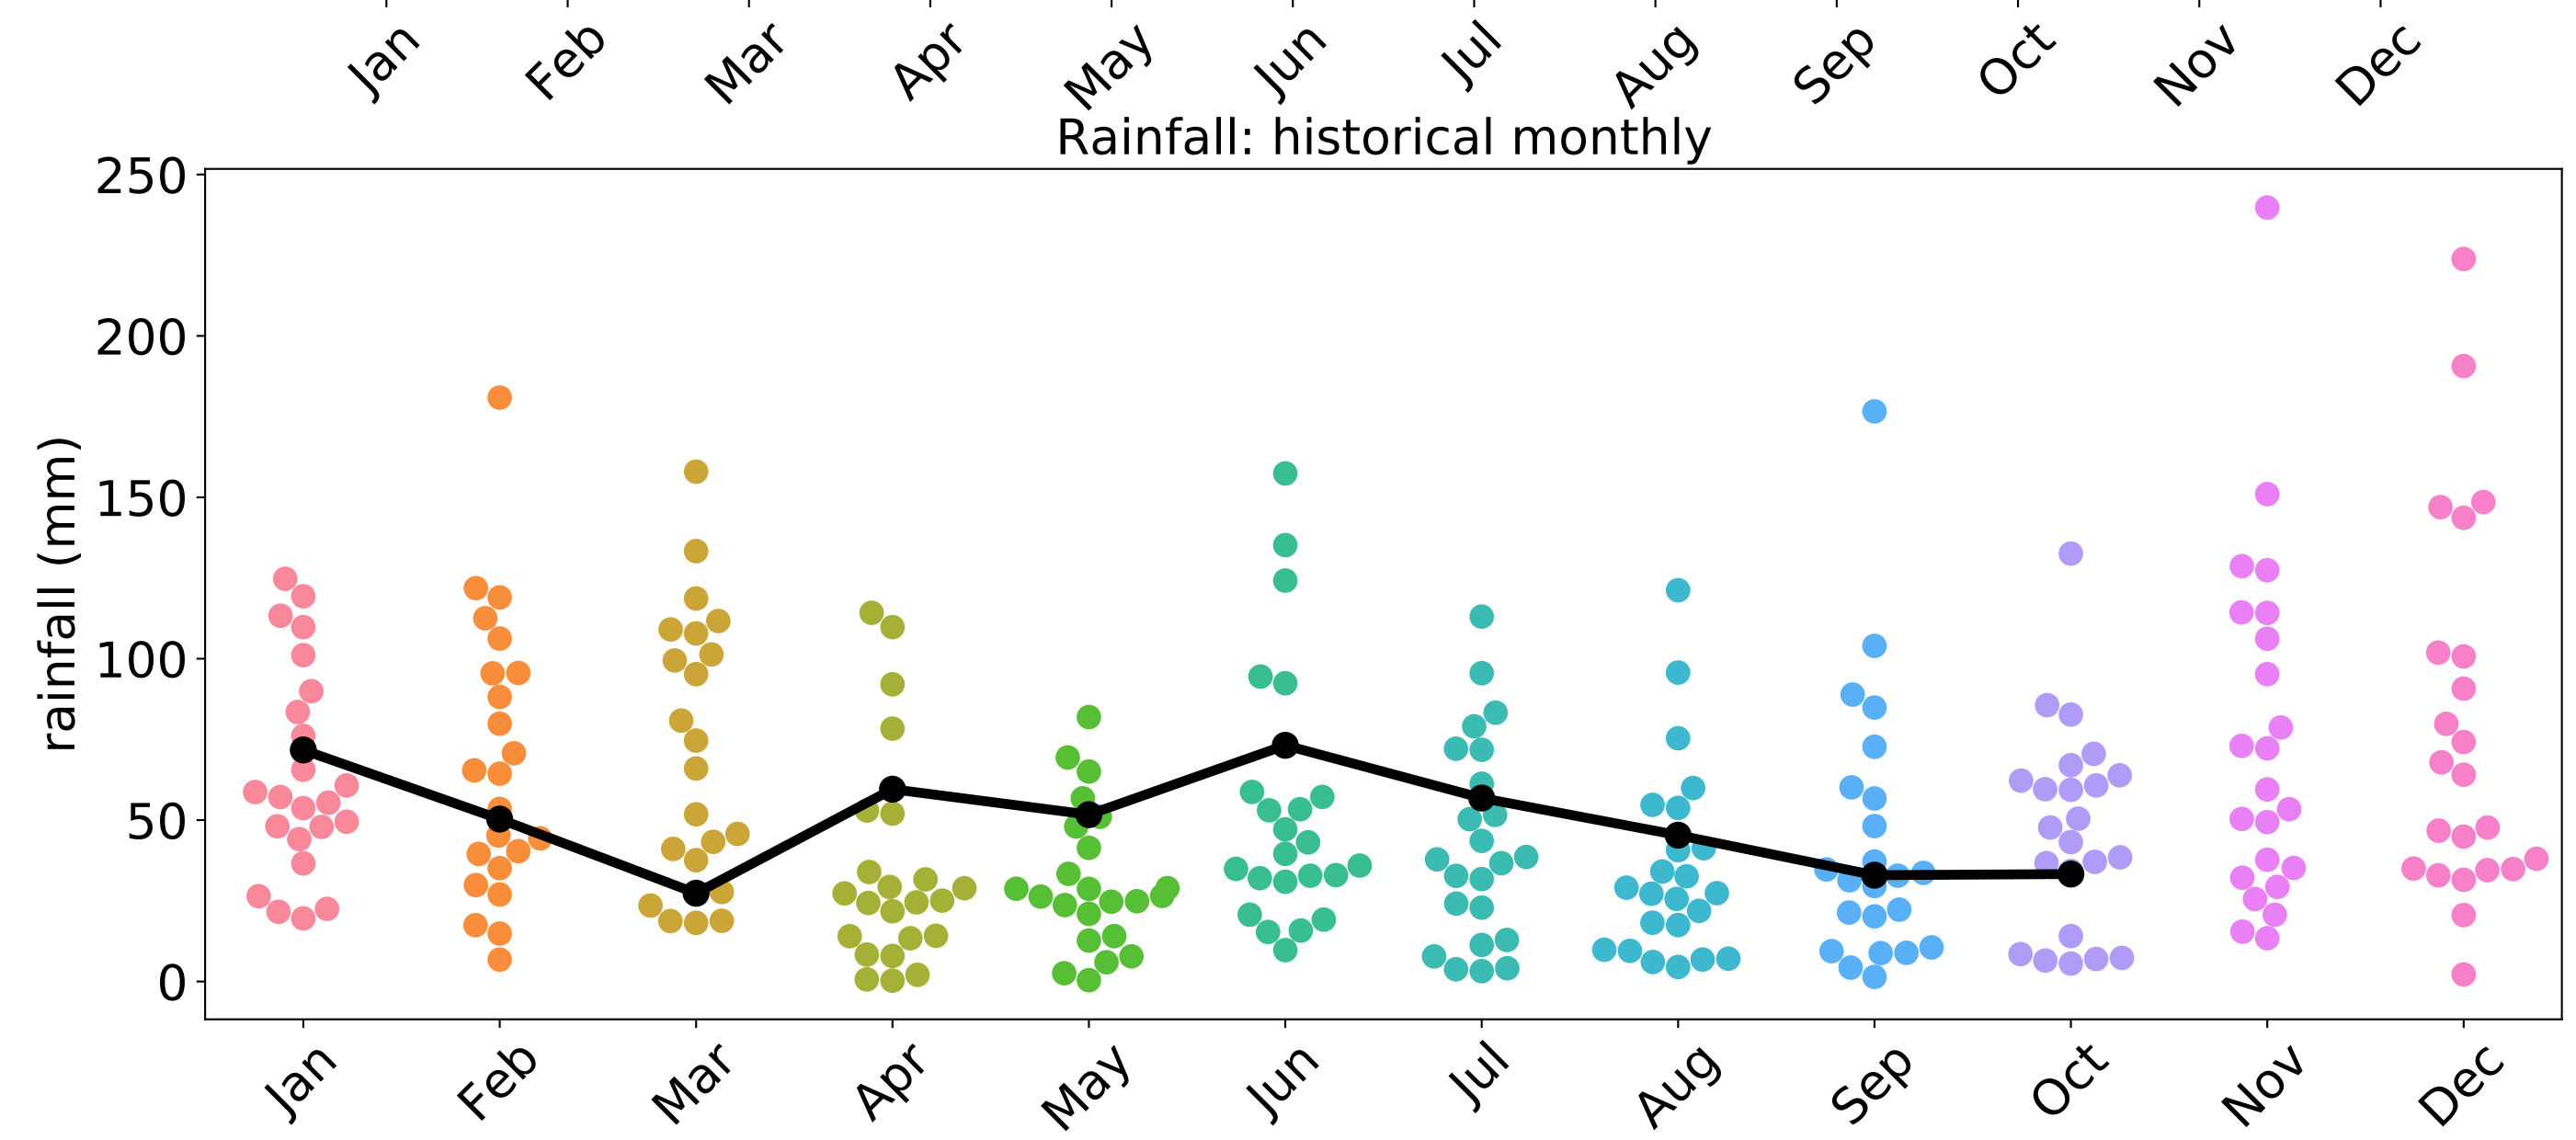 Jan Feb Mar Apr May Jun Jul Aug Sep Oct Nov Dec
Rainfall: historical monthly
rainfall (mm)
250
200
150
100
50
0
Jan Feb Mar Apr May Jun Jul Aug Sep Oct Nov Dec